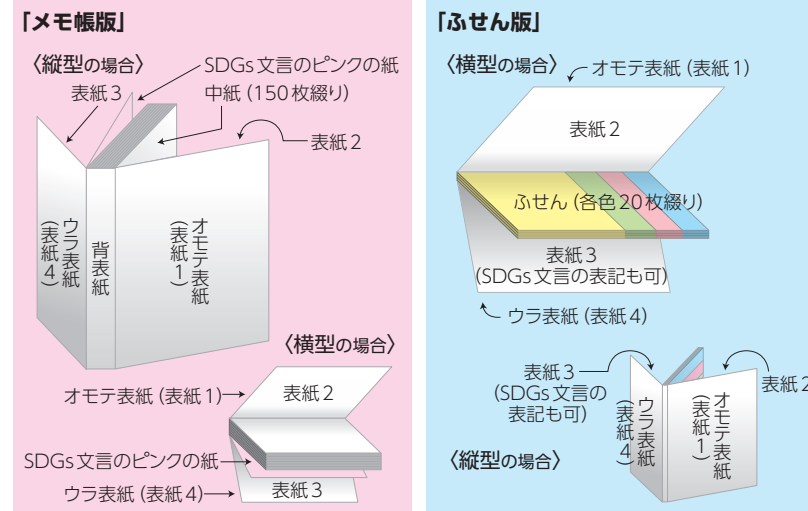 「メモ帳版」
〈縦型の場合〉
SDGs文言のピンクの紙
表紙3
中紙（150枚綴り）
表紙2
ウラ表紙
（表紙4）
背表紙
オモテ表紙
（表紙1）
〈横型の場合〉
オモテ表紙（表紙1）
表紙2
SDGs文言のピンクの紙
ウラ表紙（表紙4）
表紙3
「ふせん版」
〈横型の場合〉
オモテ表紙（表紙1）
表紙2
ふせん（各色20枚綴り）
表紙3
（SDGs文言の表記も可）
ウラ表紙（表紙4）
表紙3
（SDGs文言の
表記も可）
表紙2
ウラ表紙
（表紙4）
オモテ表紙
（表紙1）
〈縦型の場合〉